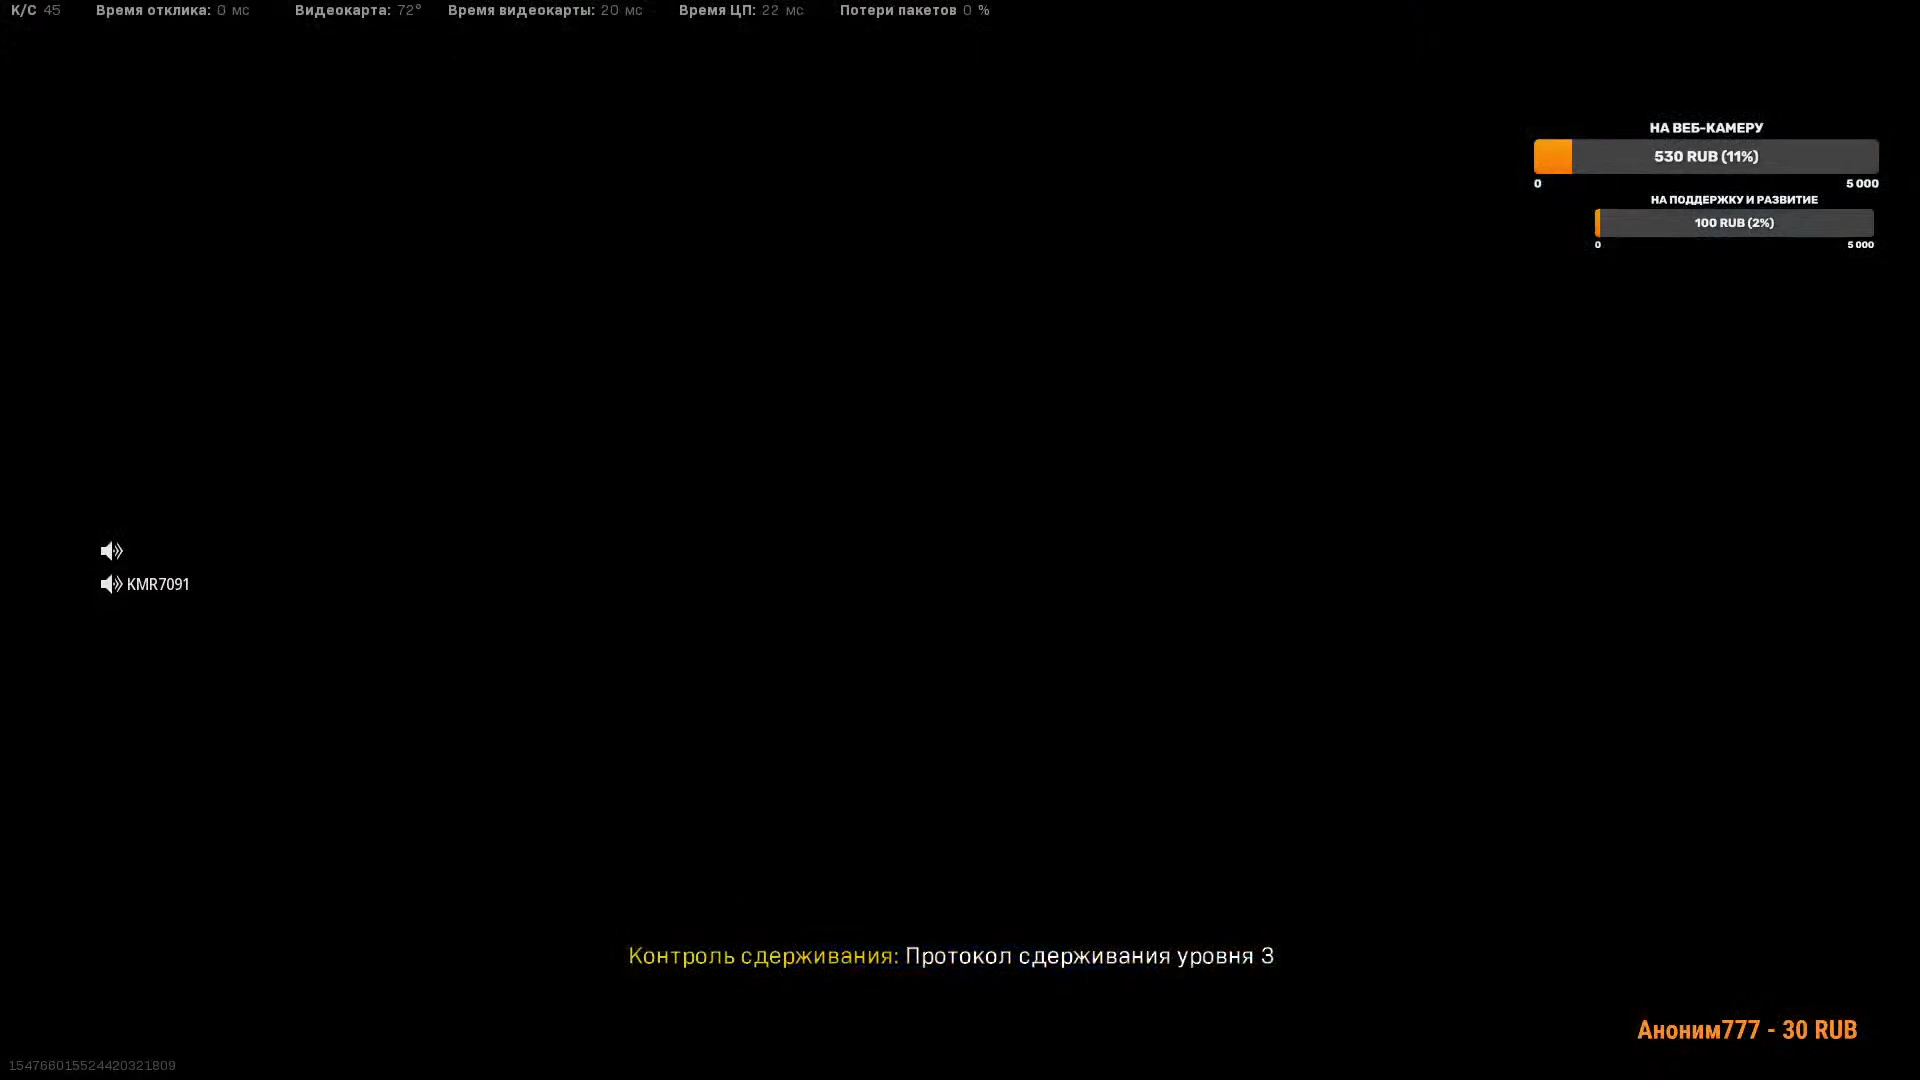 К/С 45 Время отклика: 0 мс Видеокарта: 72° Время видеокарты: 20 мс Время ЦП: 22 мс Потери пакетов 0 %
НА ВЕБ-КАМЕРУ
530 RUB (11%)
0 5 000
НА ПОДДЕРЖКУ И РАЗВИТИЕ
100 RUB (2%)
0 5 000
KMR7091
Контроль сдерживания: Протокол сдерживания уровня 3
Аноним777 - 30 RUB
154766015524420321809